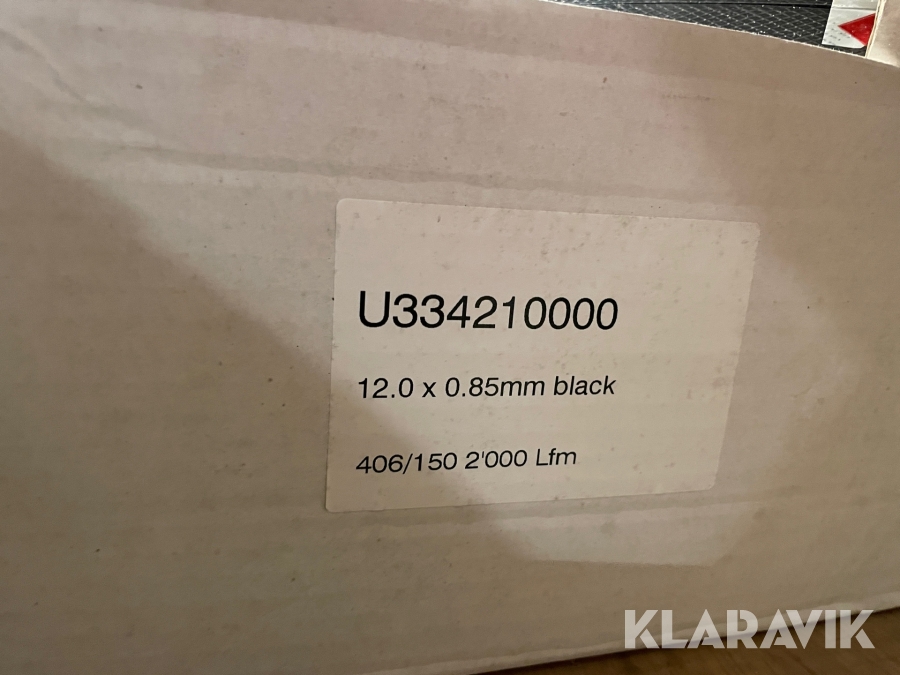 U334210000
12.0 x 0.85mm black
406/150 2'000 Lfm
KLARAVIK